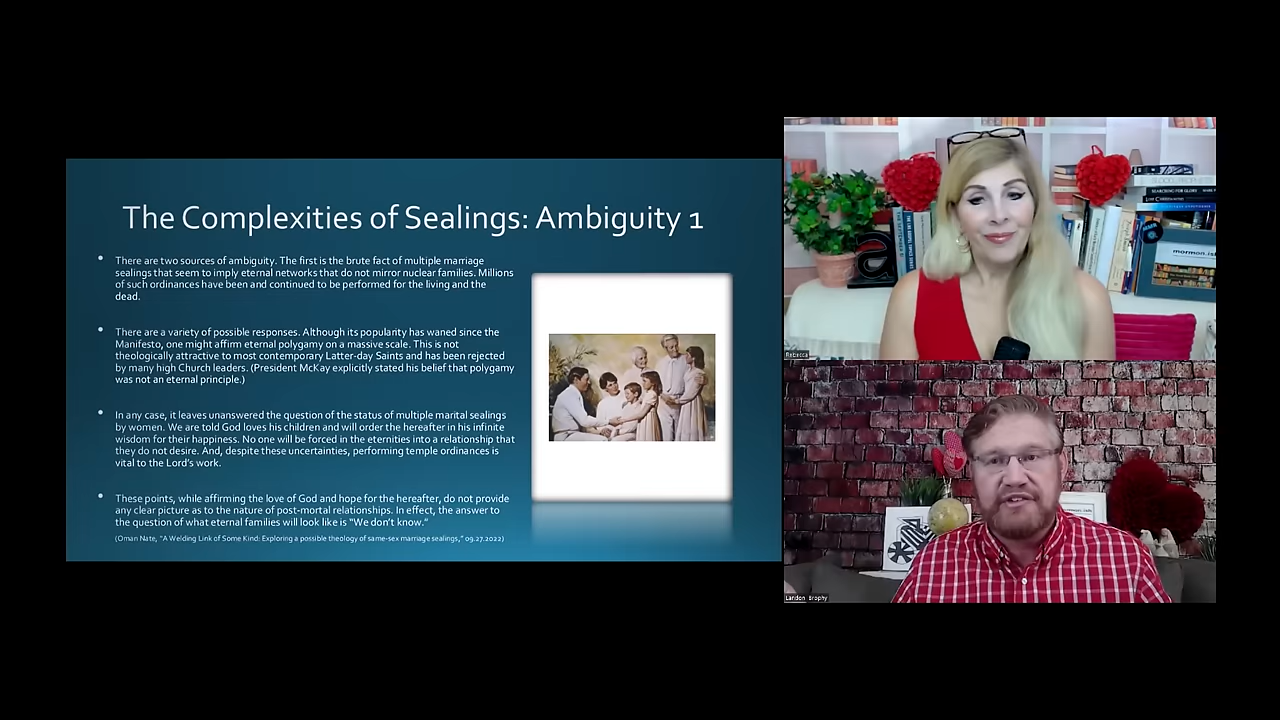 The Complexities of Sealings: Ambiguity 1
• There are two sources of ambiguity. The first is the brute fact of multiple marriage
sealings that seem to imply eternal networks that do not mirror nuclear families. Millions
of such ordinances have been and continued to be performed for the living and the
dead.
• There are a variety of possible responses. Although its popularity has waned since the
Manifesto, one might affirm eternal polygamy on a massive scale. This is not
theologically attractive to most contemporary Latter-day Saints and has been rejected
by many high Church leaders. (President McKay explicitly stated his belief that polygamy
was not an eternal principle.)
• In any case, it leaves unanswered the question of the status of multiple marital sealings
by women. We are told God loves his children and will order the hereafter in his infinite
wisdom for their happiness. No one will be forced in the eternities into a relationship that
they do not desire. And, despite these uncertainties, performing temple ordinances is
vital to the Lord's work.
• These points, while affirming the love of God and hope for the hereafter, do not provide
any clear picture as to the nature of post-mortal relationships. In effect, the answer to
the question of what eternal families will look like is "We don't know."
(Oman Nate, "A Welding Link of Some Kind: Exploring a possible theology of same-sex marriage sealings," 09.27.2022)
a
mormon.
Rebecca
Landon Brophy